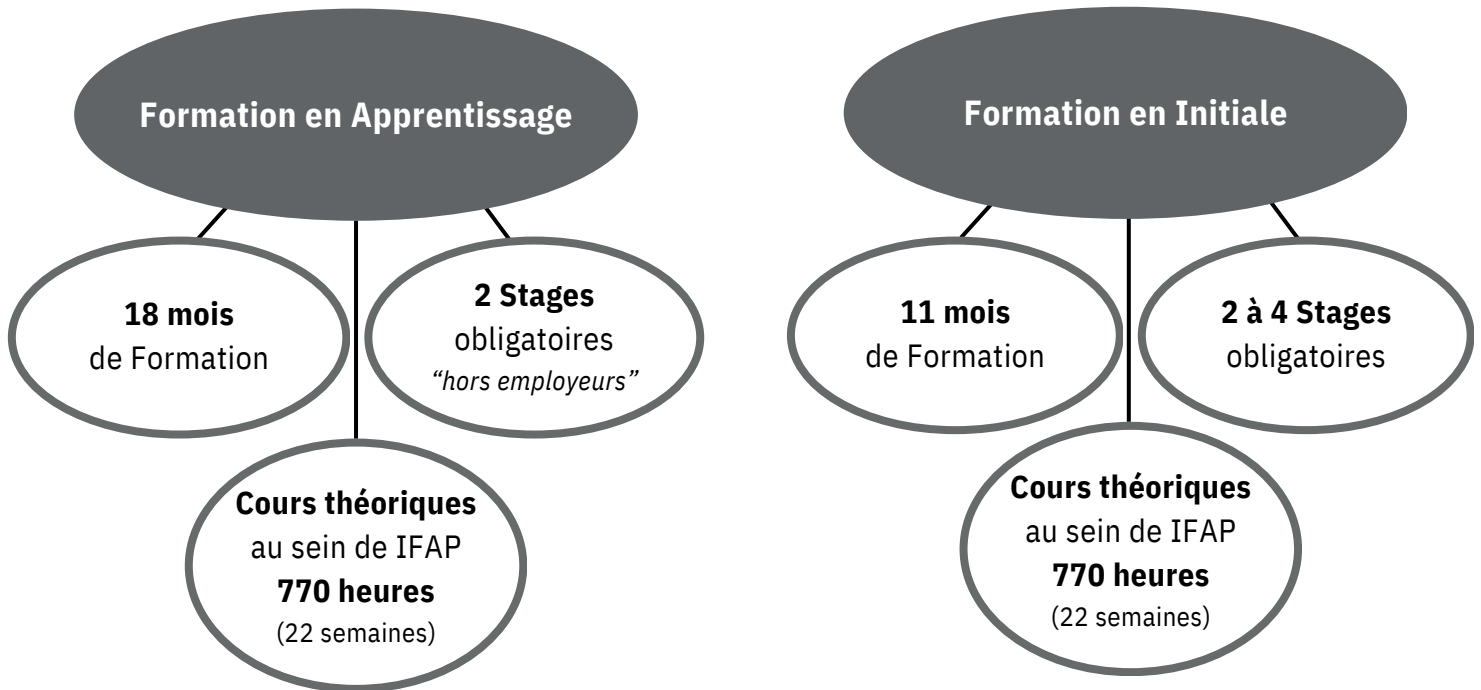 Formation en Apprentissage
18 mois
de Formation
2 Stages
obligatoires
“hors employeurs”
Cours théoriques
au sein de IFAP
770 heures
(22 semaines)
Formation en Initiale
11 mois
de Formation
2 à 4 Stages
obligatoires
Cours théoriques
au sein de IFAP
770 heures
(22 semaines)